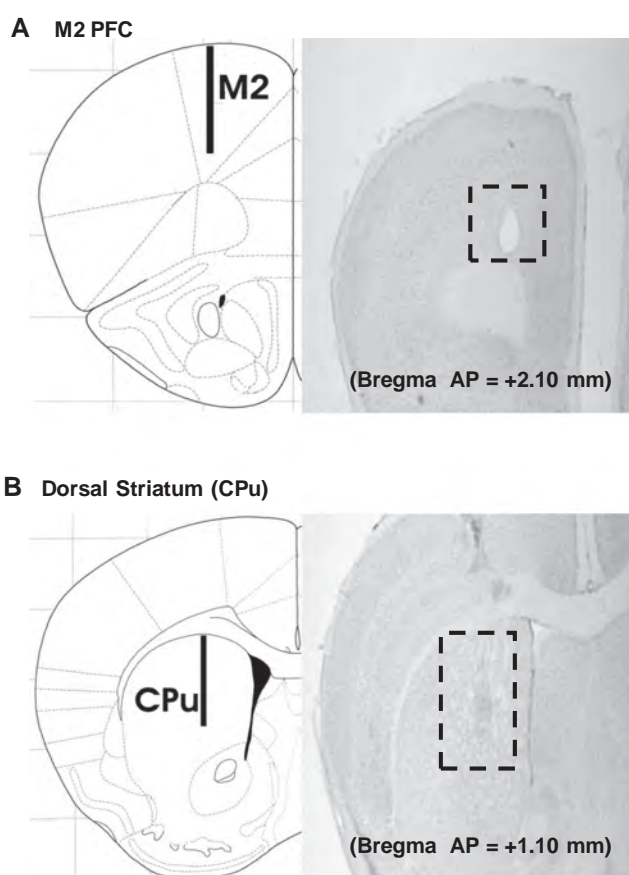 A M2 PFC
M2
(Bregma AP = +2.10 mm)
B Dorsal Striatum (CPu)
CPu
(Bregma AP = +1.10 mm)